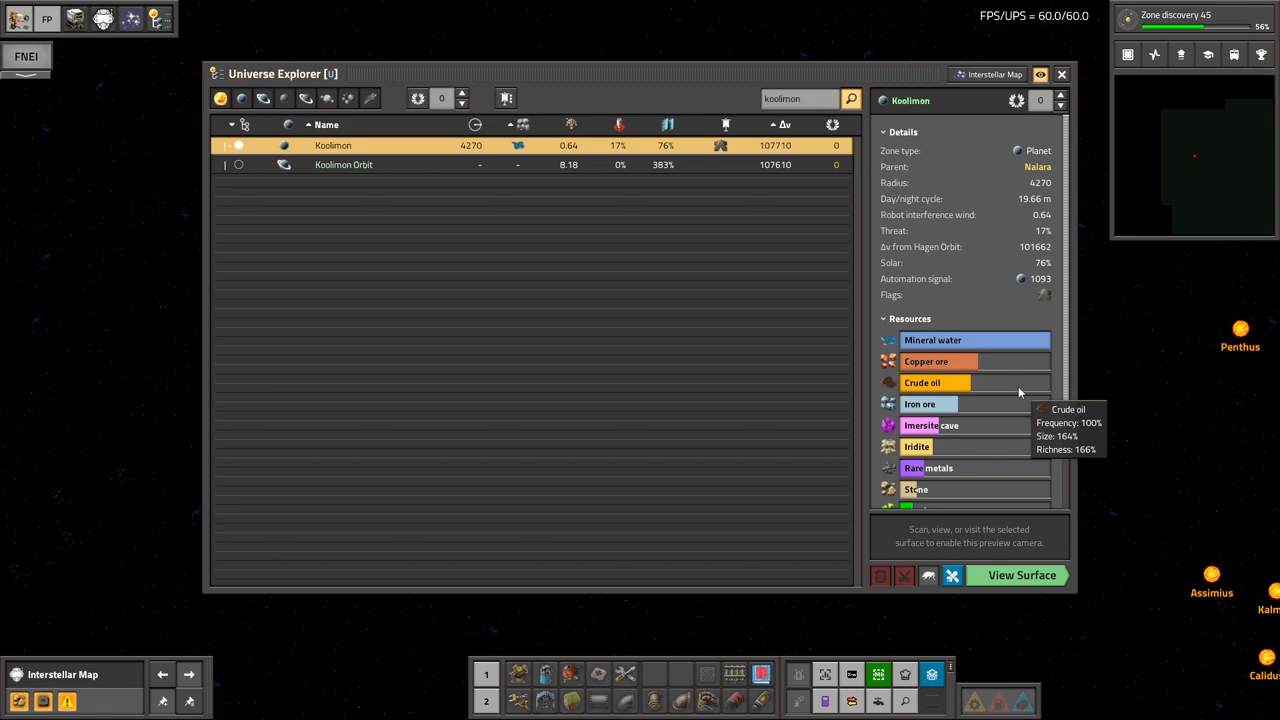 FP
FPS/UPS = 60.0/60.0
Zone discovery 45
56%
FNEI
Universe Explorer [U]
Interstellar Map
0
koolimon
Koolimon
0
Name
Δv
Koolimon
4270
0.64
17%
76%
107710
0
Koolimon Orbit
-
-
8.18
0%
383%
107610
0
Details
Zone type:
Planet
Parent:
Nalara
Radius:
4270
Day/night cycle:
19.66 m
Robot interference wind:
0.64
Threat:
17%
Δv from Hagen Orbit:
101662
Solar:
76%
Automation signal:
1093
Flags:
Resources
Mineral water
Copper ore
Crude oil
Iron ore
Imersite cave
Iridite
Rare metals
Stone
Crude oil
Frequency: 100%
Size: 164%
Richness: 166%
Scan, view, or visit the selected
surface to enable this preview camera.
View Surface
Penthus
Assimius
Calidus
Interstellar Map
1
2